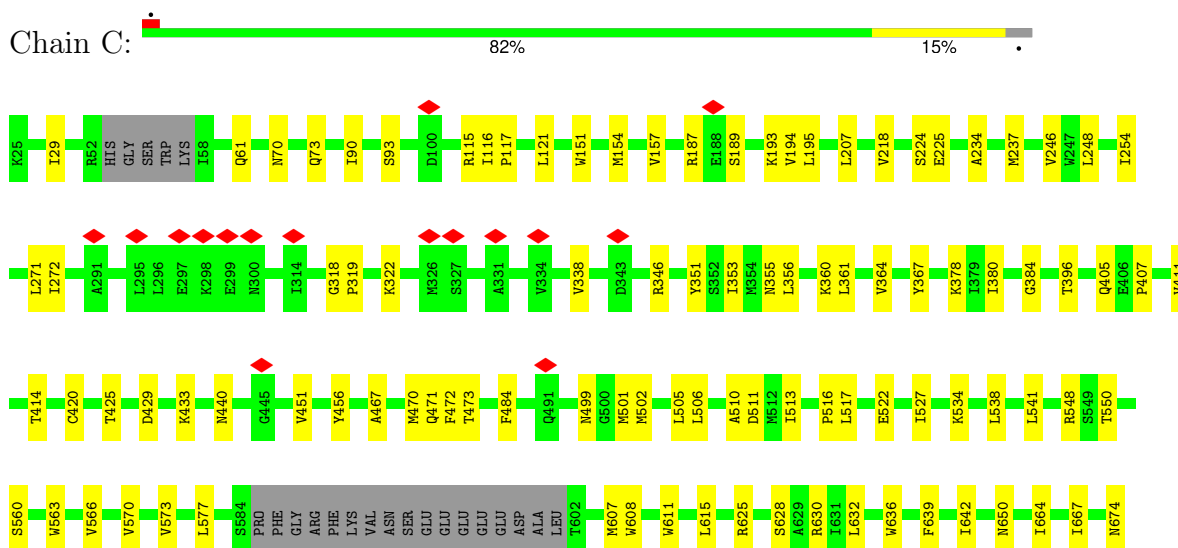 Chain C:
82% 15%
K25 I29 R52 HIS GLY SER TRP LYS I58 Q61 N70 Q73 I90 S93 D100 R115 I116 P117 L121 W151 M154 V157 R187 E188 S189 K193 V194 L195 L207 V218 S224 E225 A234 M237 V246 W247 L248 I254
L271 I272 A291 L295 L296 E297 K298 E299 N300 I314 G318 P319 K322 M326 S327 A331 V334 V338 D343 R346 Y351 S352 I353 M354 N355 L356 K360 L361 V364 Y367 K378 I379 I380 G384 T396 Q405 E406 P407
T414 C420 T425 D429 K433 N440 G445 V451 Y456 A467 M470 Q471 F472 T473 F484 Q491 N499 G500 M501 M502 L505 L506 A510 D511 M512 I513 P516 L517 E522 I527 K534 L538 L541 R548 S549 T550
S560 W563 V566 V570 V573 L577 S584 PRO PHE GLY ARG PHE LYS VAL ASN SER GLU GLU GLU GLU GLU ASP ALA LEU T602 M607 W608 W611 L615 R625 S628 A629 R630 I631 L632 W636 F639 I642 N650 I664 I667 N674